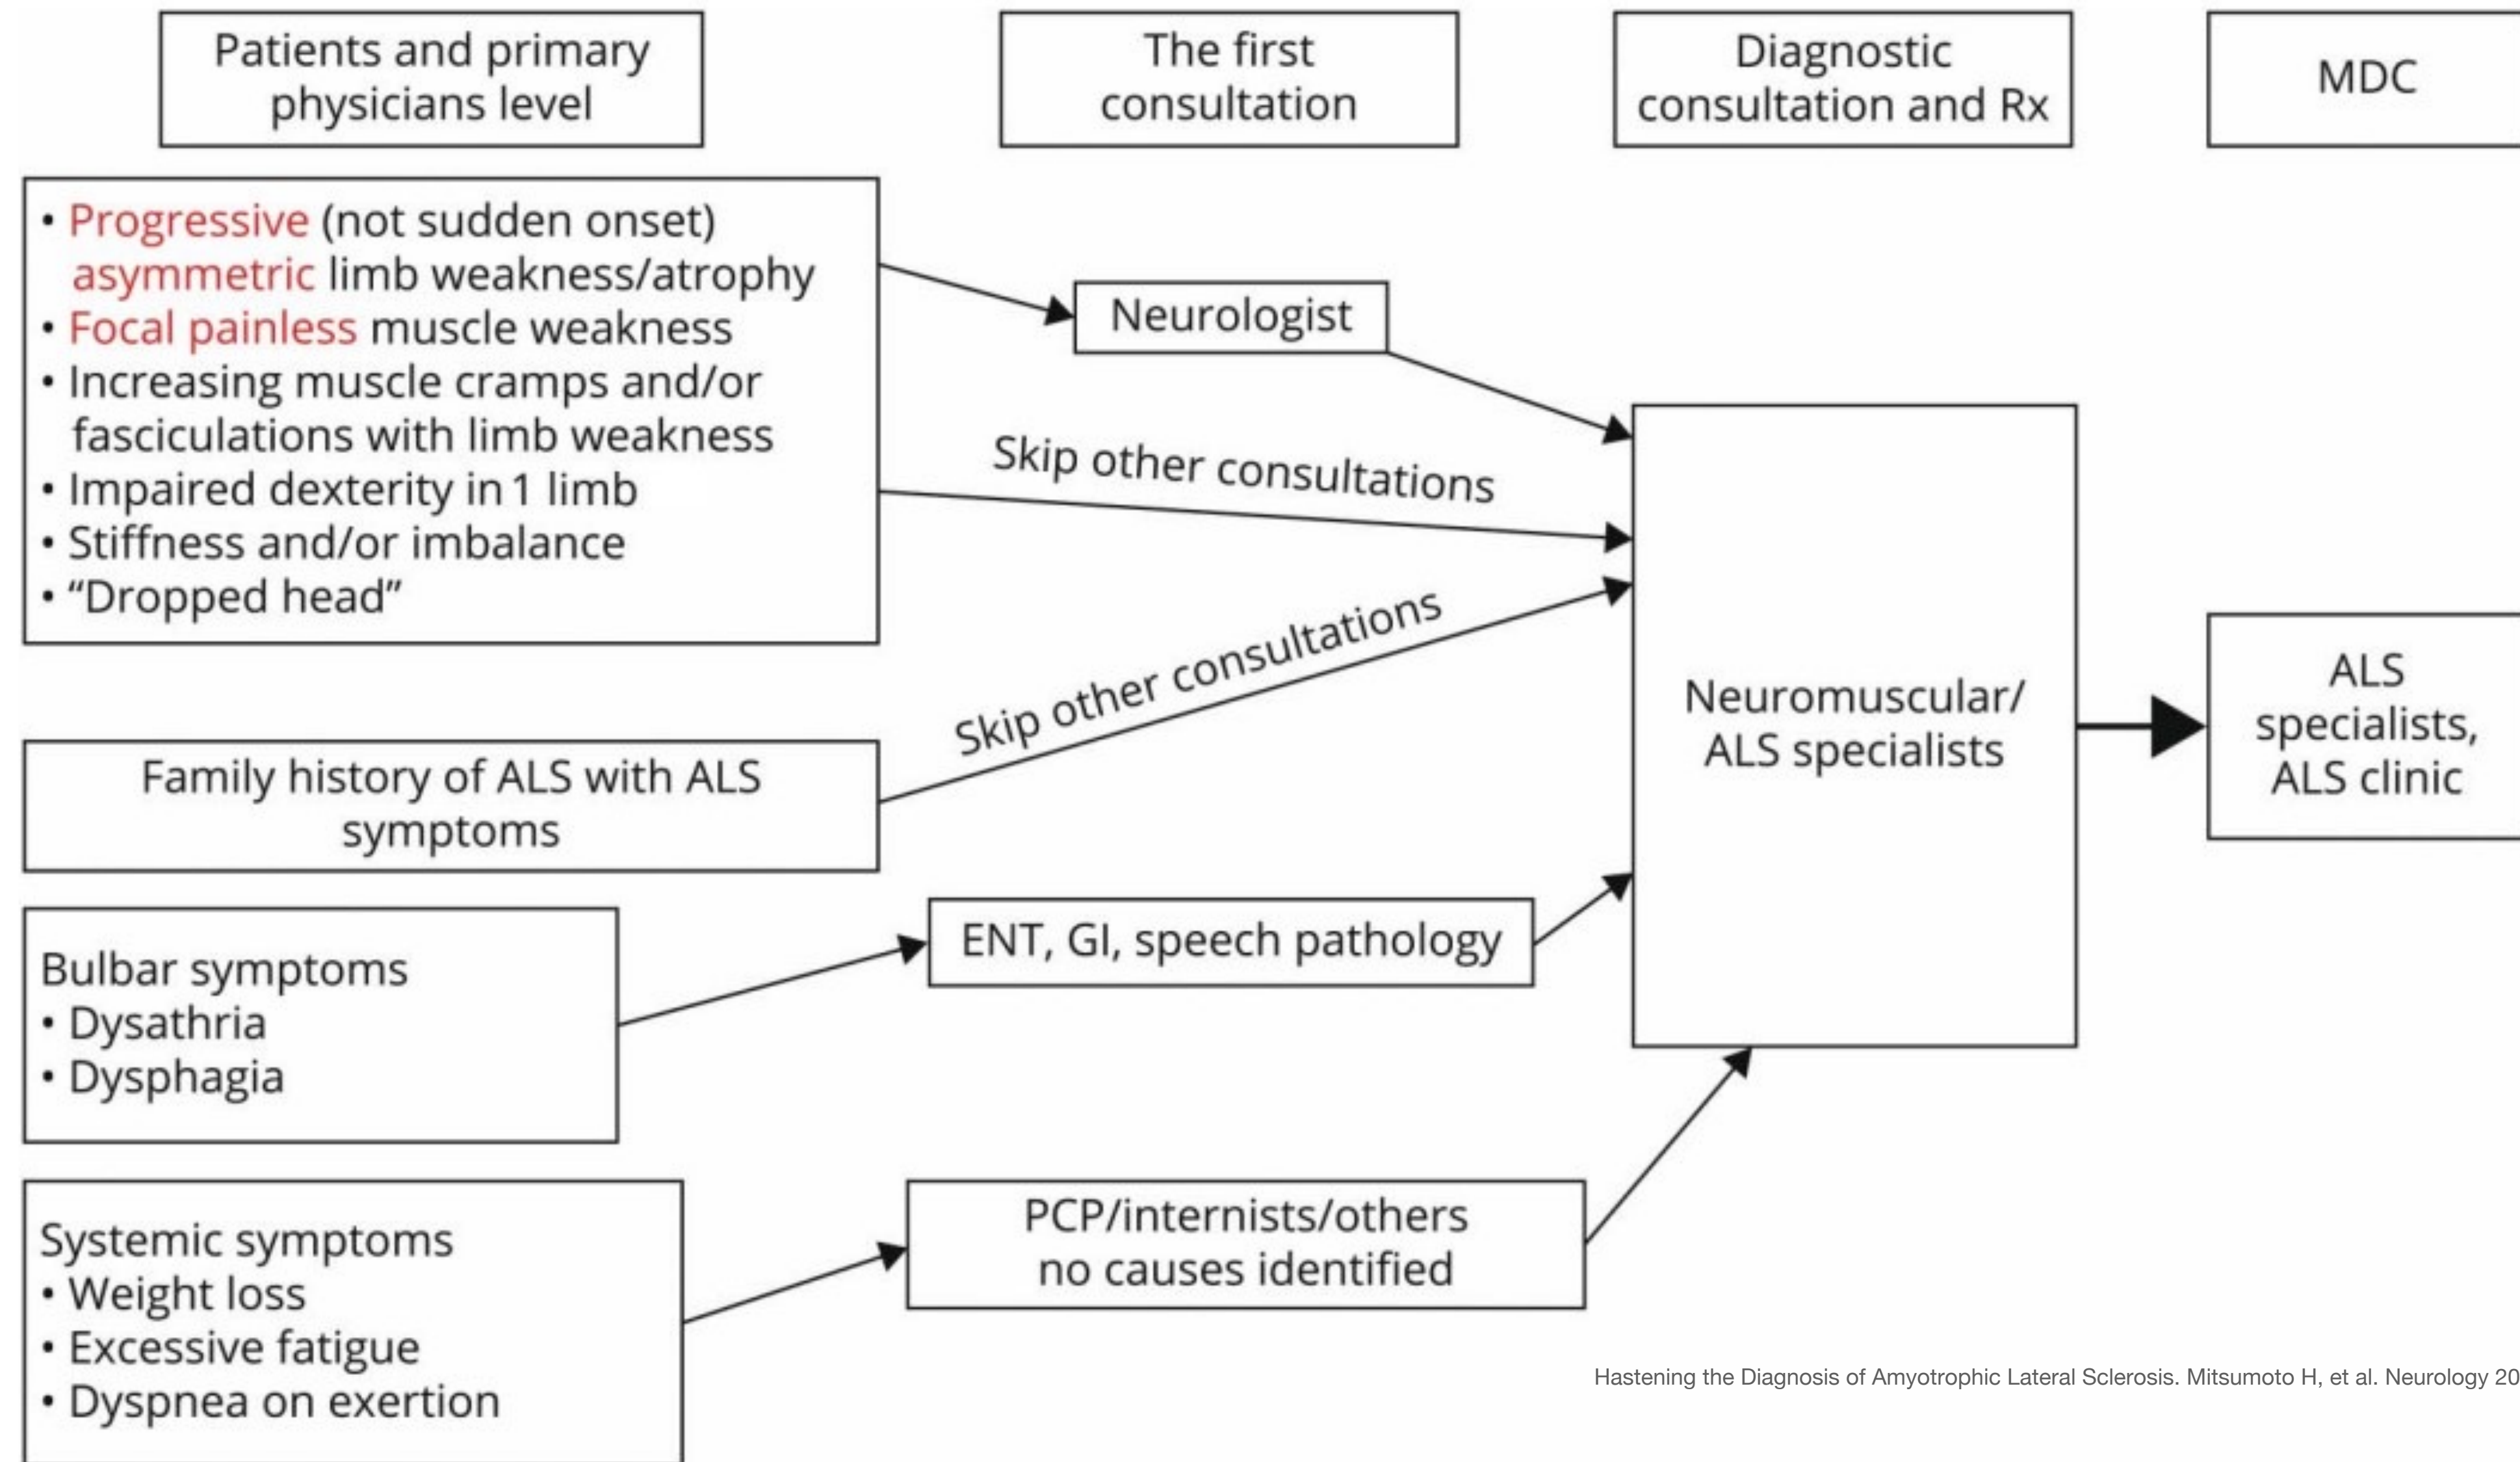 Patients and primary
physicians level
The first
consultation
Diagnostic
consultation and Rx
MDC
• Progressive (not sudden onset)
asymmetric limb weakness/atrophy
• Focal painless muscle weakness
• Increasing muscle cramps and/or
fasciculations with limb weakness
• Impaired dexterity in 1 limb
• Stiffness and/or imbalance
• “Dropped head”
Neurologist
Skip other consultations
Skip other consultations
Family history of ALS with ALS
symptoms
Neuromuscular/
ALS specialists
ALS
specialists,
ALS clinic
Bulbar symptoms
• Dysathria
• Dysphagia
ENT, GI, speech pathology
Systemic symptoms
• Weight loss
• Excessive fatigue
• Dyspnea on exertion
PCP/internists/others
no causes identified
Hastening the Diagnosis of Amyotrophic Lateral Sclerosis. Mitsumoto H, et al. Neurology 20